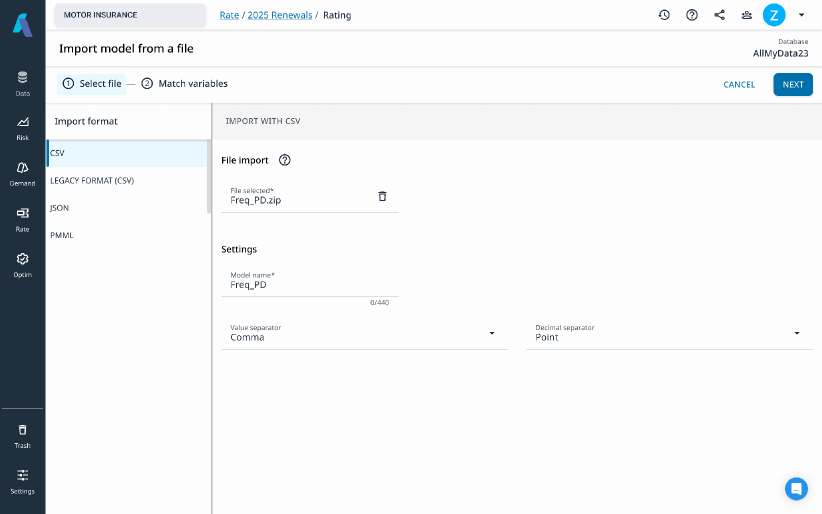 MOTOR INSURANCE
Rate / 2025 Renewals / Rating
Z
Import model from a file
Database
AllMyData23
1 Select file — 2 Match variables
CANCEL
NEXT
Data
Risk
Demand
Rate
Optim
Trash
Settings
Import format
CSV
LEGACY FORMAT (CSV)
JSON
PMML
IMPORT WITH CSV
File import
File selected*
Freq_PD.zip
Settings
Model name*
Freq_PD
0/440
Value separator
Comma
Decimal separator
Point